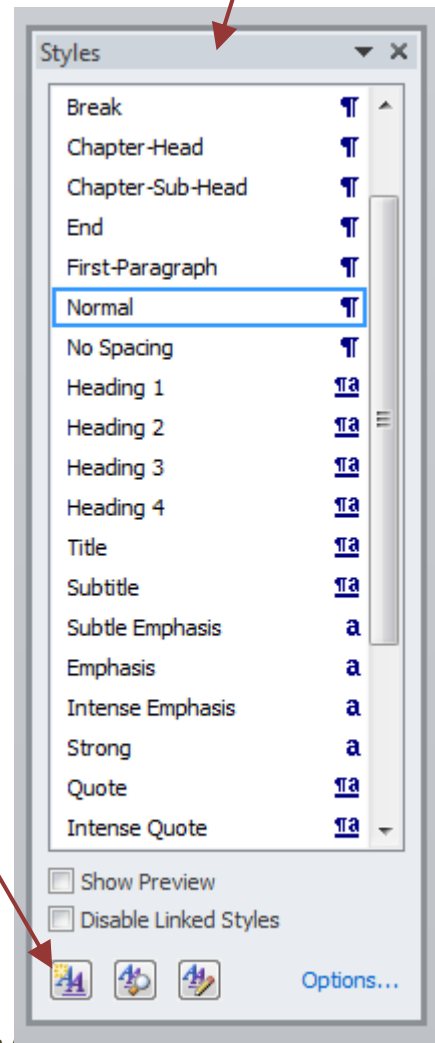 Styles
Break ¶
Chapter-Head ¶
Chapter-Sub-Head ¶
End ¶
First-Paragraph ¶
Normal ¶
No Spacing ¶
Heading 1 ¶a
Heading 2 ¶a
Heading 3 ¶a
Heading 4 ¶a
Title ¶a
Subtitle ¶a
Subtle Emphasis a
Emphasis a
Intense Emphasis a
Strong a
Quote ¶a
Intense Quote ¶a
Show Preview
Disable Linked Styles
Options...